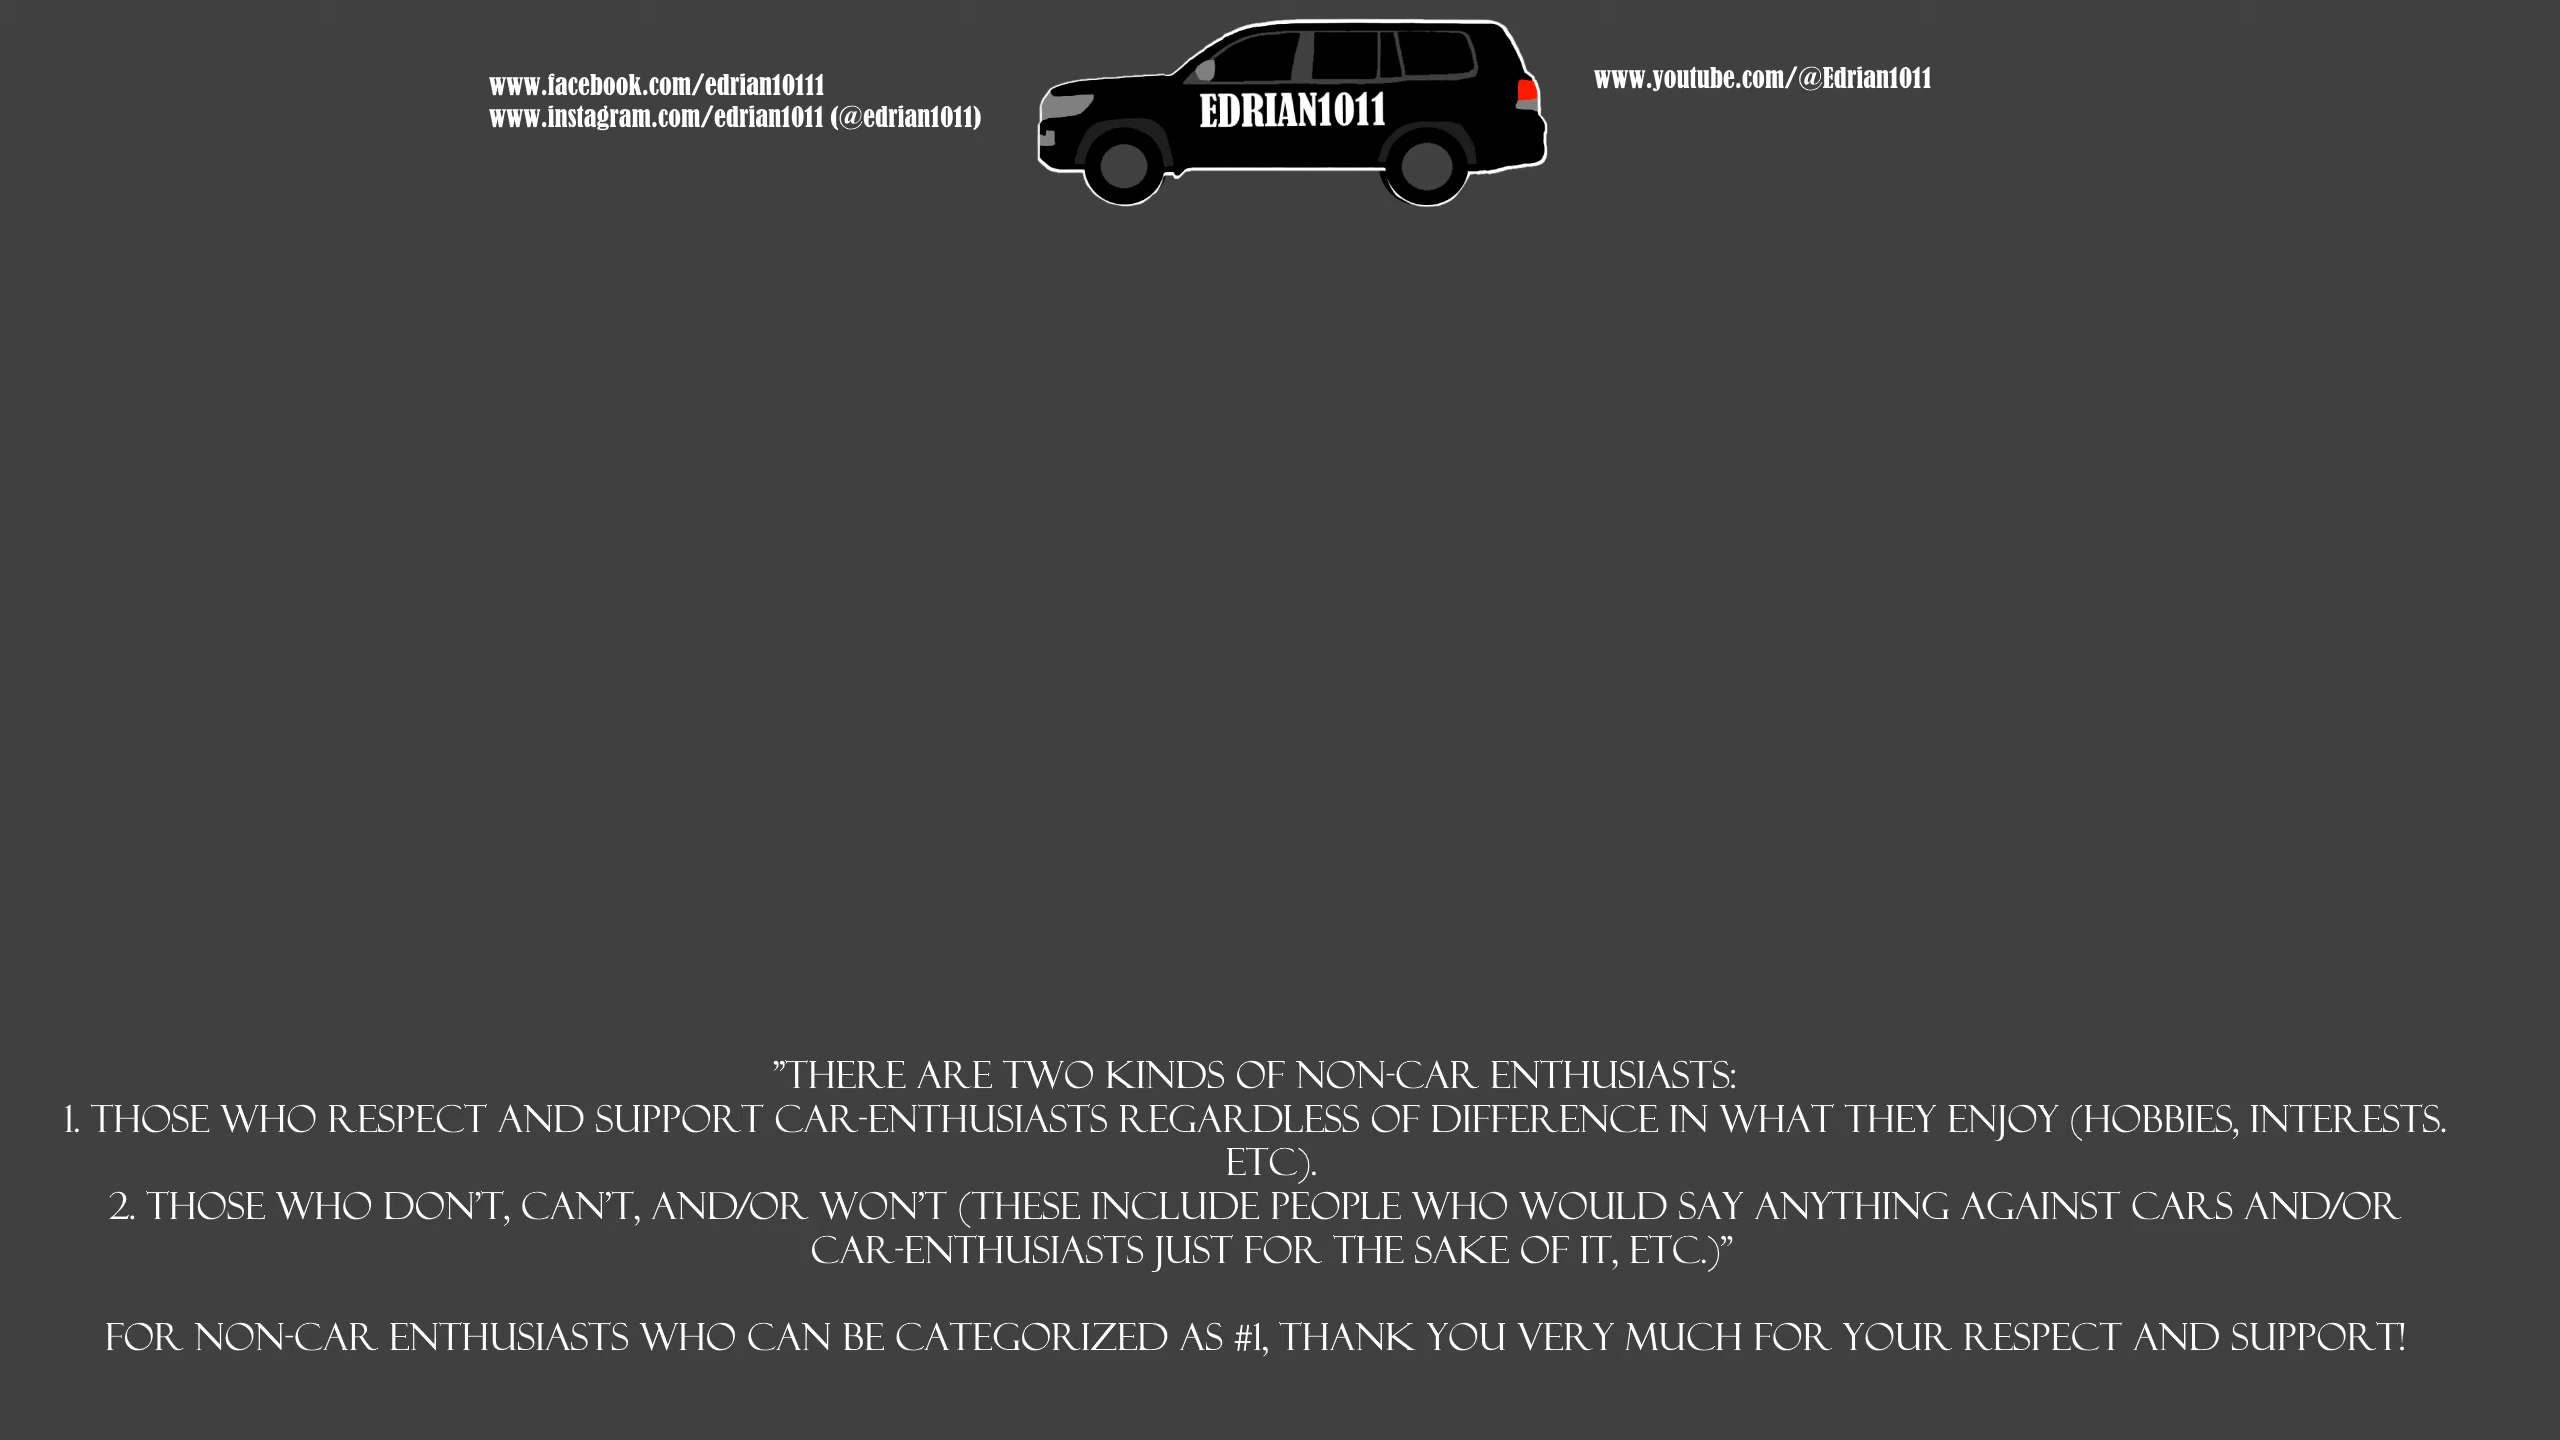 www.facebook.com/edrian10111
www.instagram.com/edrian1011 (@edrian1011)
EDRIAN1011
www.youtube.com/@Edrian1011
"THERE ARE TWO KINDS OF NON-CAR ENTHUSIASTS:
1. THOSE WHO RESPECT AND SUPPORT CAR-ENTHUSIASTS REGARDLESS OF DIFFERENCE IN WHAT THEY ENJOY (HOBBIES, INTERESTS.
ETC).
2. THOSE WHO DON'T, CAN'T, AND/OR WON'T (THESE INCLUDE PEOPLE WHO WOULD SAY ANYTHING AGAINST CARS AND/OR
CAR-ENTHUSIASTS JUST FOR THE SAKE OF IT, ETC.)"
FOR NON-CAR ENTHUSIASTS WHO CAN BE CATEGORIZED AS #1, THANK YOU VERY MUCH FOR YOUR RESPECT AND SUPPORT!